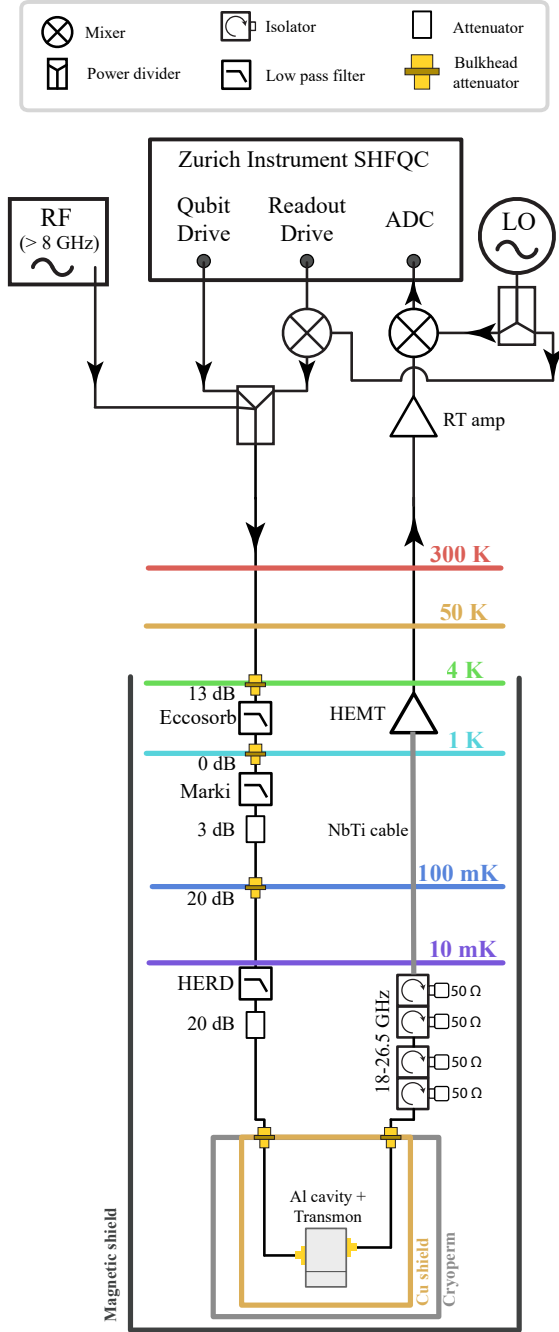 Mixer
Isolator
Attenuator
Power divider
Low pass filter
Bulkhead
attenuator
Zurich Instrument SHFQC
RF
(> 8 GHz)
Qubit
Drive
Readout
Drive
ADC
LO
RT amp
300 K
50 K
4 K
13 dB
Eccosorb
HEMT
1 K
0 dB
Marki
3 dB
NbTi cable
100 mK
20 dB
10 mK
HERD
20 dB
18-26.5 GHz
50 Ω
50 Ω
50 Ω
50 Ω
Al cavity +
Transmon
Magnetic shield
Cu shield
Cryoperm